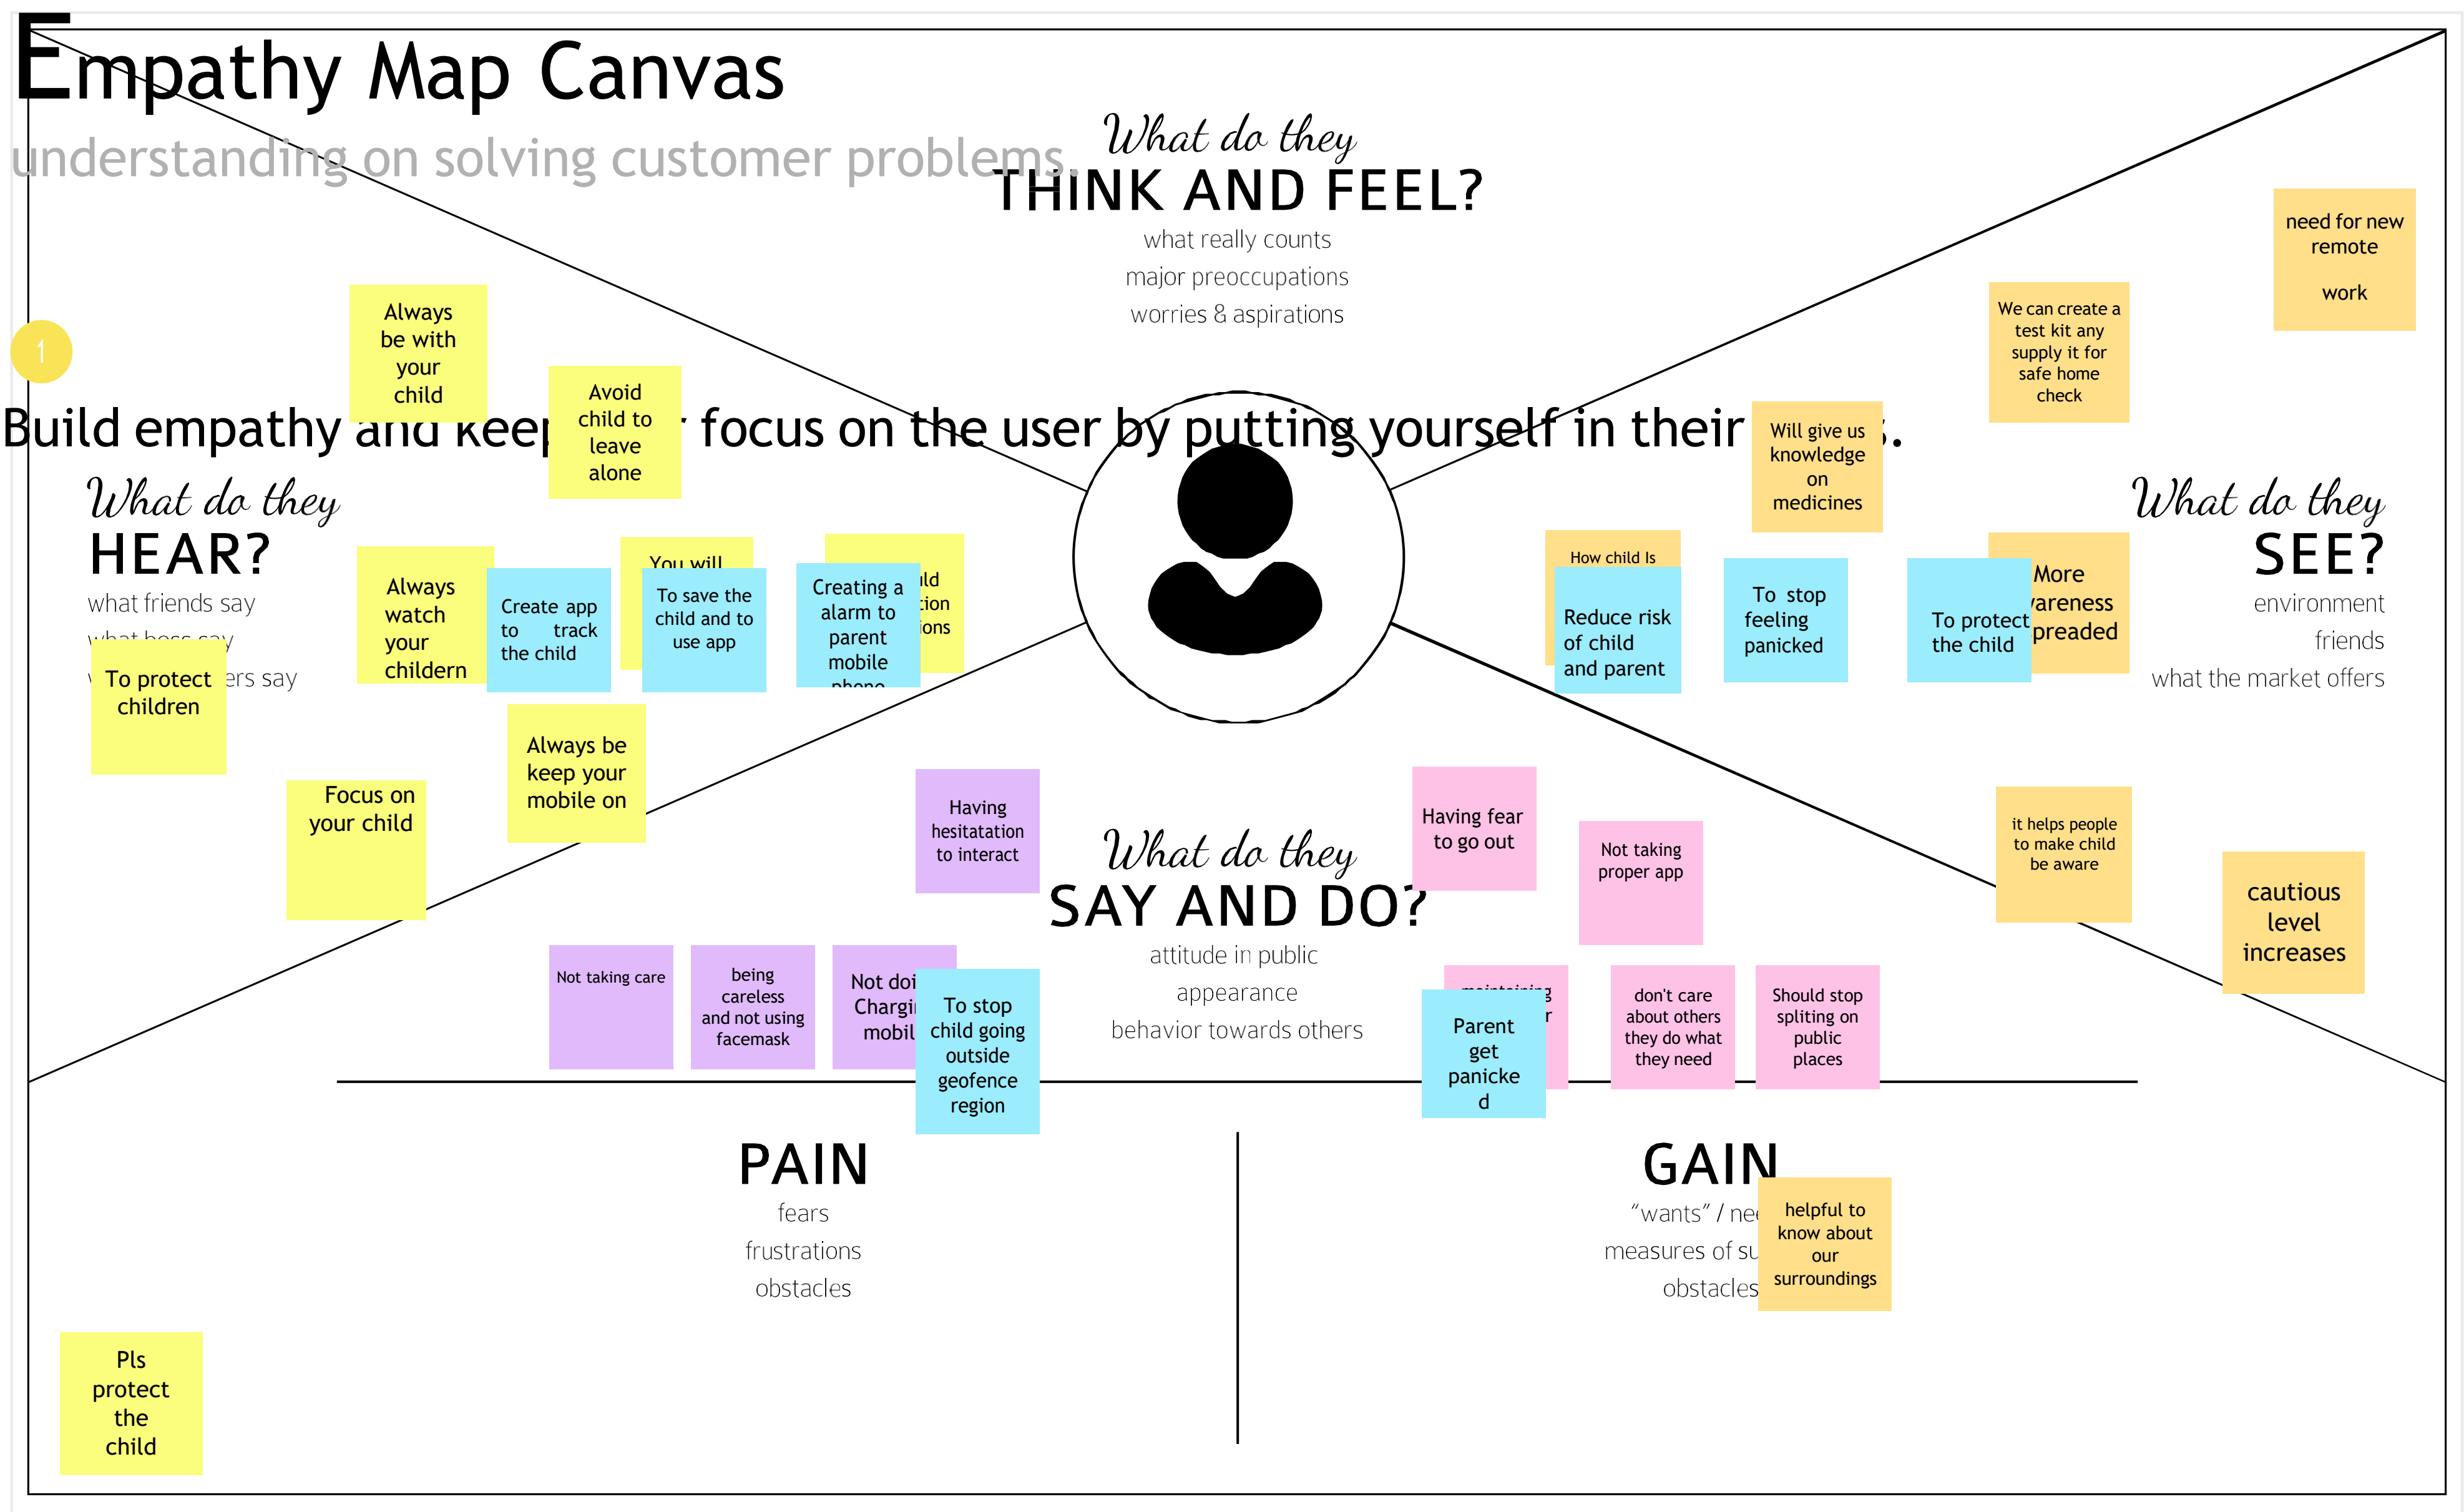 Empathy Map Canvas
understanding on solving customer problems.
What do they
THINK AND FEEL?
what really counts
major preoccupations
worries & aspirations
need for new
remote
work
We can create a
test kit any
supply it for
safe home
check
Always
be with
your
child
1
Avoid
child to
leave
alone
Build empathy and keep focus on the user by putting yourself in their
Will give us
knowledge
on
medicines
What do they
HEAR?
what friends say
what boss say
ers say
To protect
children
Always
watch
your
childern
Create app
to track
the child
You will
To save the
child and to
use app
Creating a
alarm to
parent
mobile
phone
What do they
SEE?
environment
friends
what the market offers
How child Is
Reduce risk
of child
and parent
To stop
feeling
panicked
To protect
the child
More
Always be
keep your
mobile on
Focus on
your child
Having
hesitatation
to interact
What do they
SAY AND DO?
attitude in public
appearance
behavior towards others
Having fear
to go out
Not taking
proper app
it helps people
to make child
be aware
cautious
level
increases
Not taking care
being
careless
and not using
facemask
Not
To stop
child going
outside
geofence
region
Parent
get
panicke
d
don't care
about others
they do what
they need
Should stop
spliting on
public
places
PAIN
fears
frustrations
obstacles
GAIN
"wants" /
measures of
obstacles
helpful to
know about
our
surroundings
Pls
protect
the
child